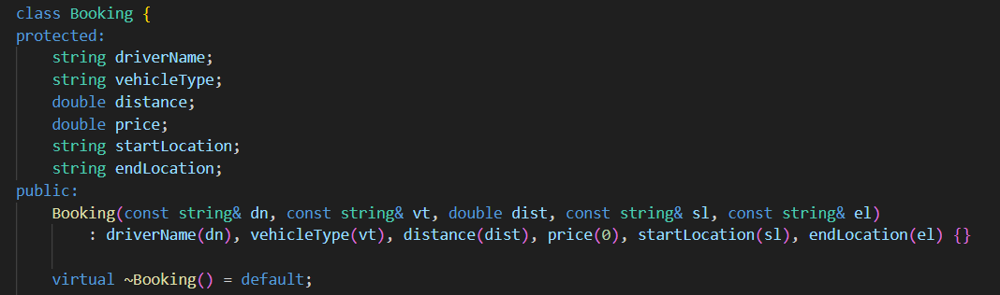 class Booking {
protected:
    string driverName;
    string vehicleType;
    double distance;
    double price;
    string startLocation;
    string endLocation;
public:
    Booking(const string& dn, const string& vt, double dist, const string& sl, const string& el)
        : driverName(dn), vehicleType(vt), distance(dist), price(0), startLocation(sl), endLocation(el) {}
    virtual ~Booking() = default;